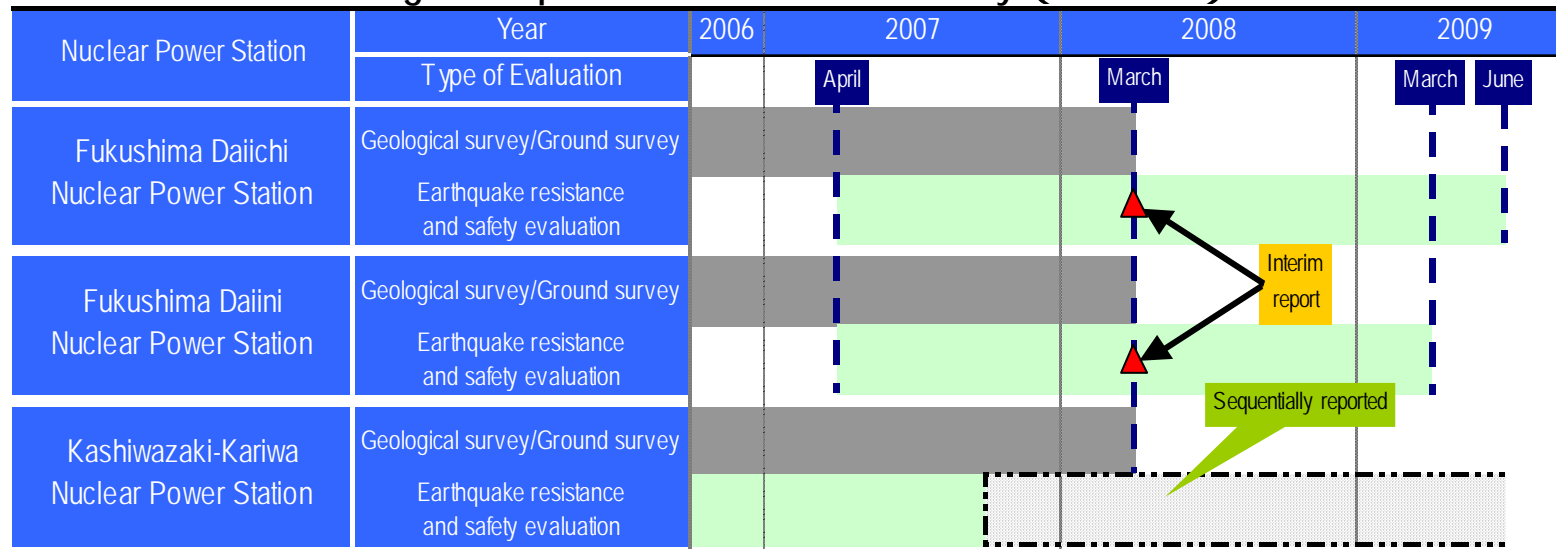 Nuclear Power Station
Year
2006
2007
2008
2009
Type of Evaluation
April
March
March
June
Fukushima Daiichi
Nuclear Power Station
Geological survey/Ground survey
Earthquake resistance
and safety evaluation
Interim
report
Fukushima Daiini
Nuclear Power Station
Geological survey/Ground survey
Earthquake resistance
and safety evaluation
Sequentially reported
Kashiwazaki-Kariwa
Nuclear Power Station
Geological survey/Ground survey
Earthquake resistance
and safety evaluation